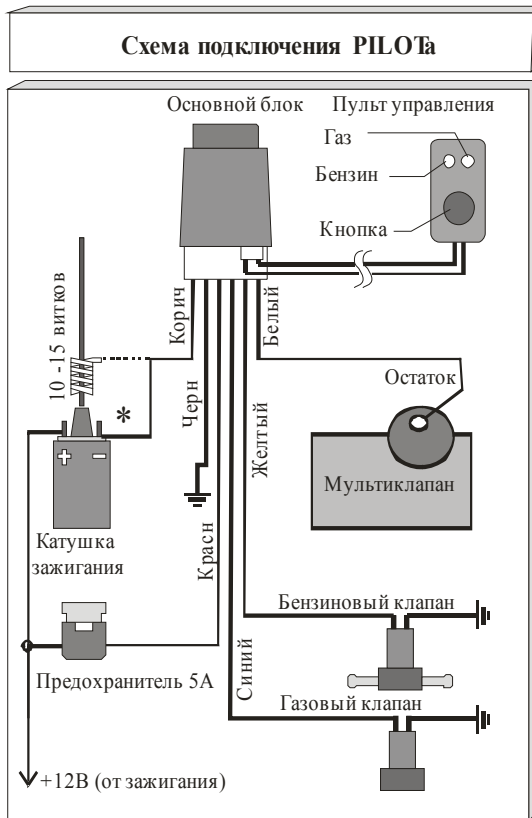 Схема подключения PILOTa
Основной блок
Пульт управления
Газ
Бензин
Кнопка
10 -15 витков
Корич
Белый
*
Черн
Желтый
Остаток
Мультиклапан
+ −
Катушка
зажигания
Красн
Бензиновый клапан
Синий
Предохранитель 5А
Газовый клапан
+12В (от зажигания)